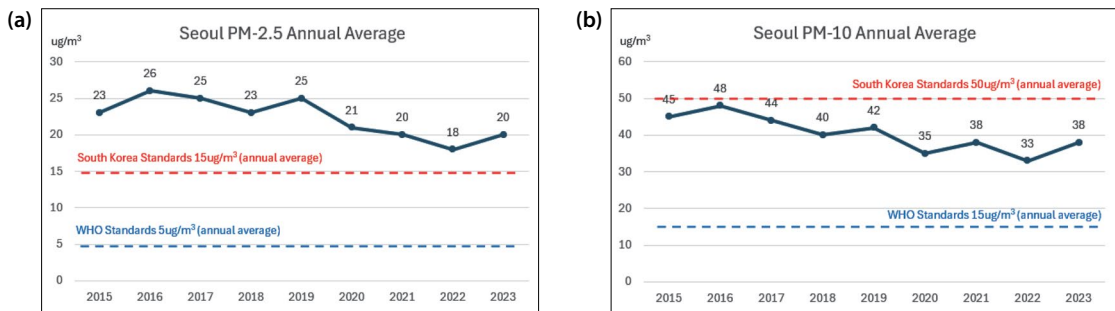 (a)
Seoul PM-2.5 Annual Average
ug/m³
30
25
20
15
10
5
0
23
26
25
23
25
21
20
18
20
South Korea Standards 15ug/m³ (annual average)
WHO Standards 5ug/m³ (annual average)
2015 2016 2017 2018 2019 2020 2021 2022 2023
(b)
Seoul PM-10 Annual Average
ug/m³
60
50
40
30
20
10
0
South Korea Standards 50ug/m³ (annual average)
45
48
44
40
42
35
38
33
38
WHO Standards 15ug/m³ (annual average)
2015 2016 2017 2018 2019 2020 2021 2022 2023